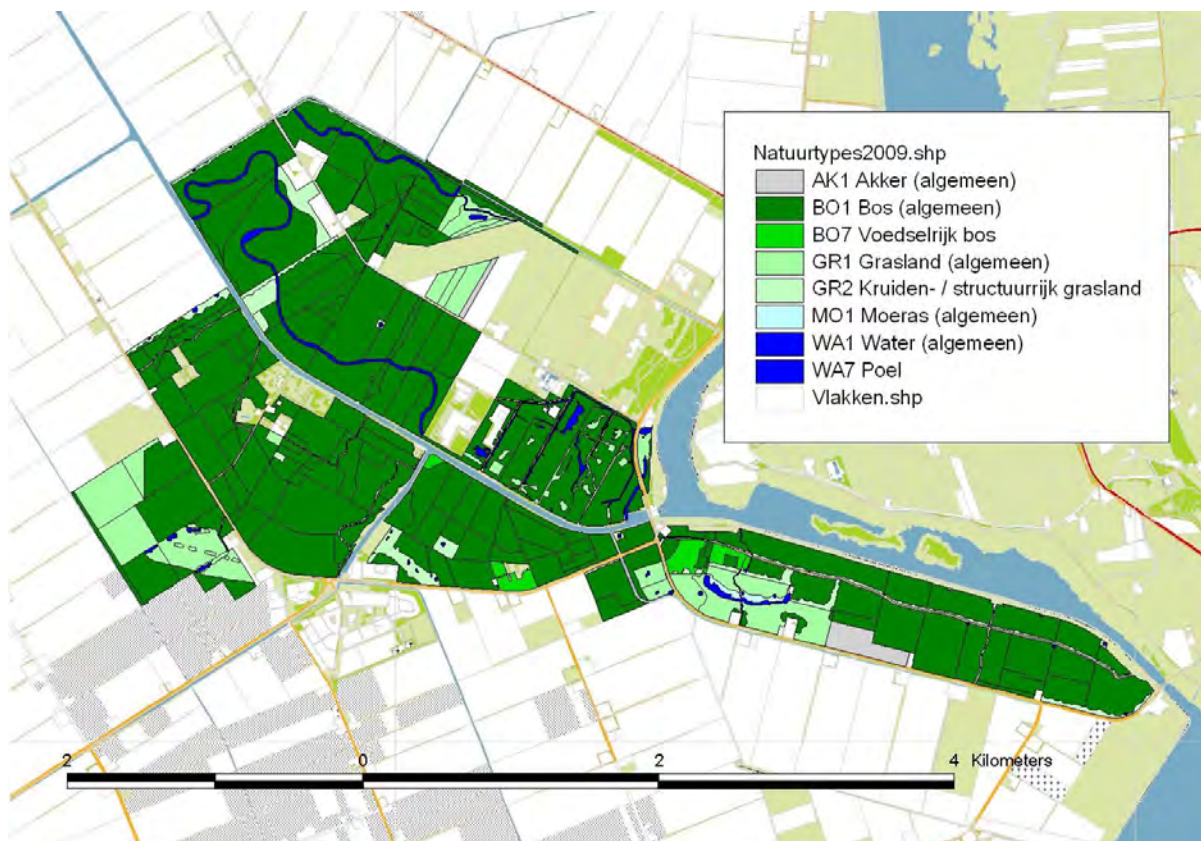 Natuurtypes2009.shp
AK1 Akker (algemeen)
BO1 Bos (algemeen)
BO7 Voedselrijk bos
GR1 Grasland (algemeen)
GR2 Kruiden- / structuurrijk grasland
MO1 Moeras (algemeen)
WA1 Water (algemeen)
WA7 Poel
Vlakken.shp
2 0 2 4 Kilometers